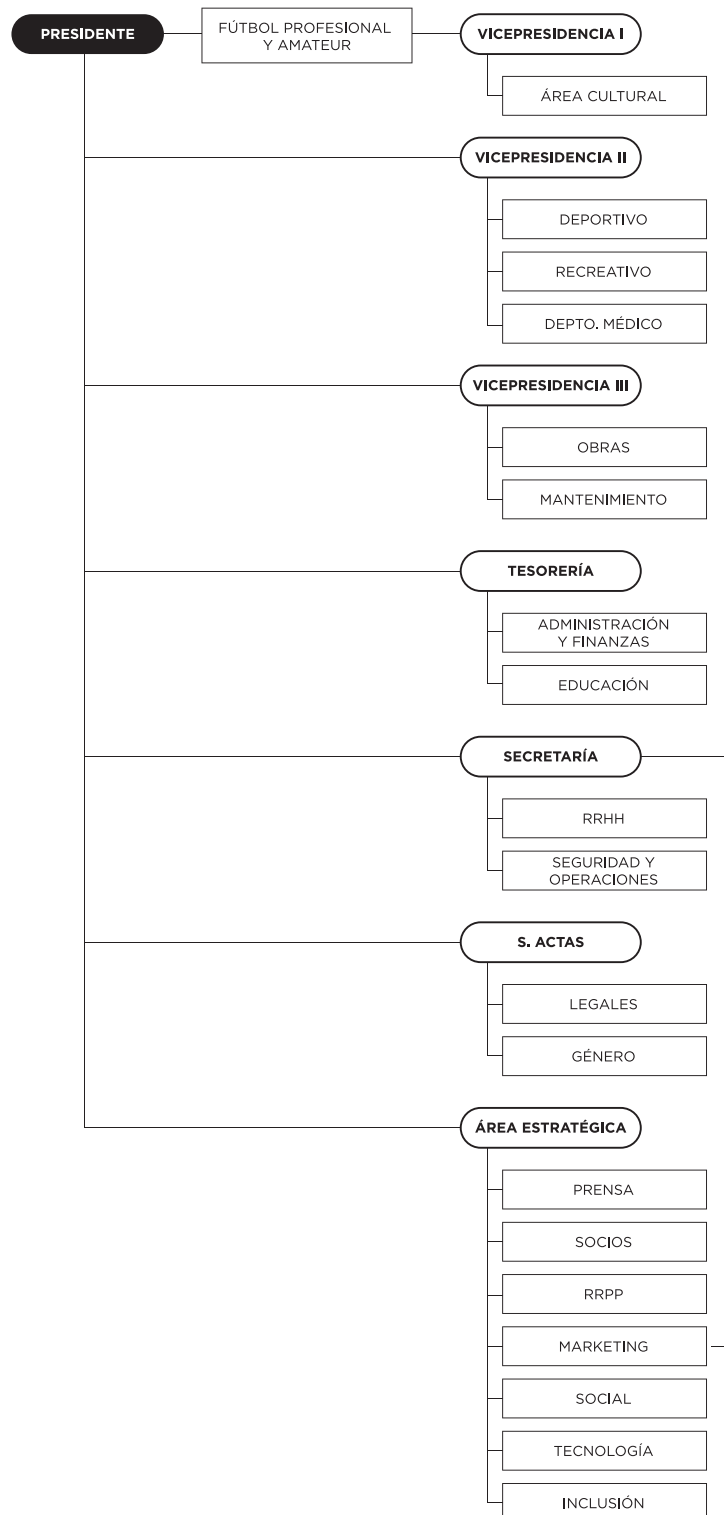 PRESIDENTE
FÚTBOL PROFESIONAL
Y AMATEUR
VICEPRESIDENCIA I
ÁREA CULTURAL
VICEPRESIDENCIA II
DEPORTIVO
RECREATIVO
DEPTO. MÉDICO
VICEPRESIDENCIA III
OBRAS
MANTENIMIENTO
TESORERÍA
ADMINISTRACIÓN
Y FINANZAS
EDUCACIÓN
SECRETARÍA
RRHH
SEGURIDAD Y
OPERACIONES
S. ACTAS
LEGALES
GÉNERO
ÁREA ESTRATÉGICA
PRENSA
SOCIOS
RRPP
MARKETING
SOCIAL
TECNOLOGÍA
INCLUSIÓN